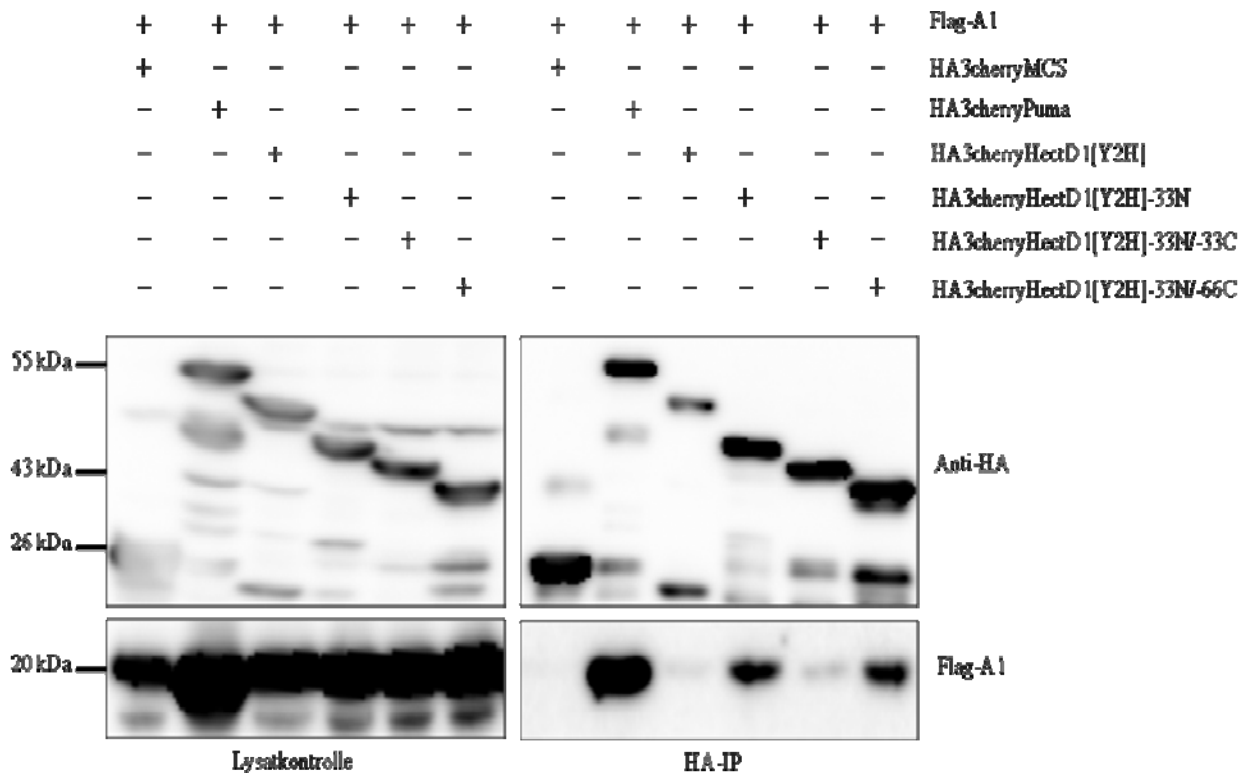 + + + + + + + + + + + + Flag-A1
+ − − − − − + − − − − − HA3cherryMCS
− + − − − − − + − − − − HA3cherryPuma
− − + − − − − − + − − − HA3cherryHectD1[Y2H]
− − − + − − − − − + − − HA3cherryHectD1[Y2H]-33N
− − − − + − − − − − + − HA3cherryHectD1[Y2H]-33N/-33C
− − − − − + − − − − − + HA3cherryHectD1[Y2H]-33N/-66C
55 kDa
43 kDa
Anti-HA
26 kDa
20 kDa
Flag-A1
Lysatkontrolle
HA-IP